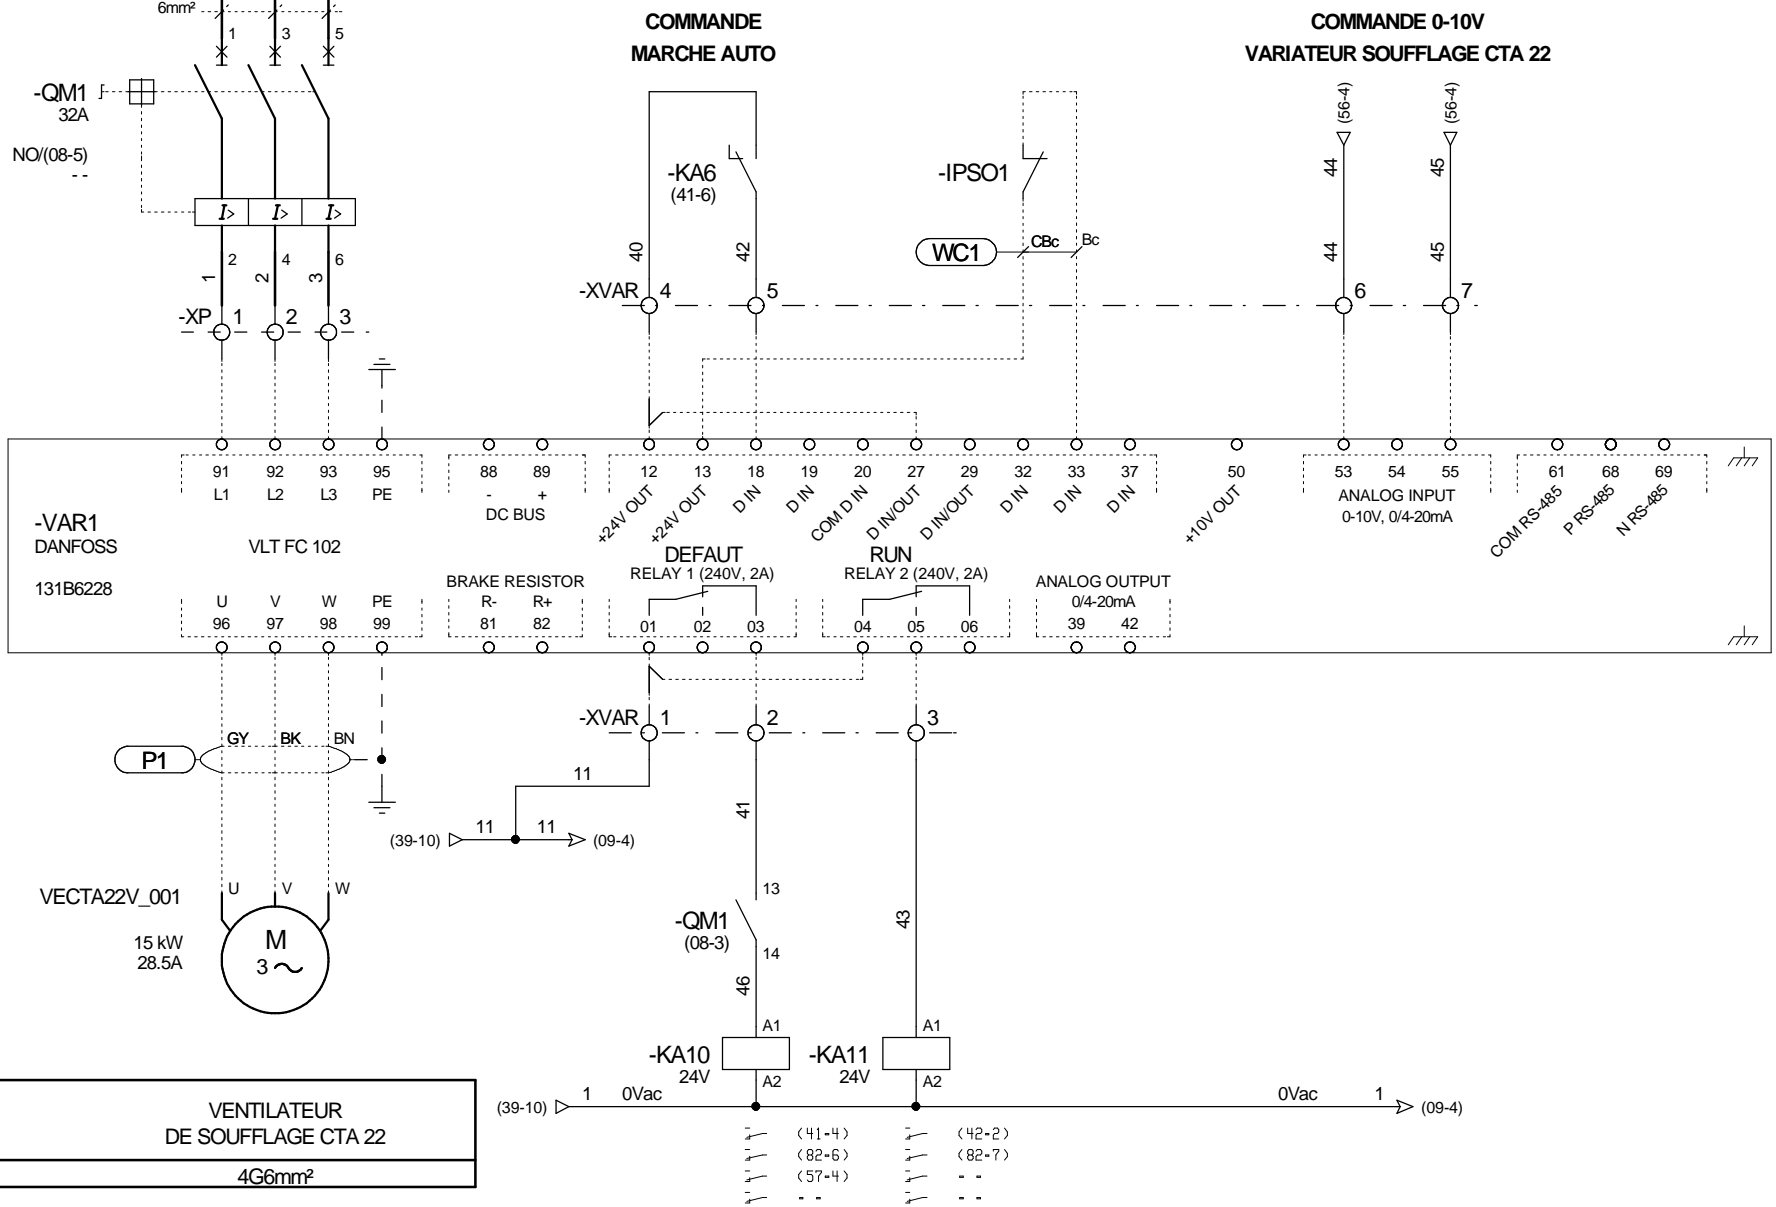 6mm²
1 3 5
COMMANDE
MARCHE AUTO
COMMANDE 0-10V
VARIATEUR SOUFFLAGE CTA 22
-QM1
32A
NO/(08-5)
- -
I> I> I>
2 4 6
1 2 3
-XP 1 2 3
-KA6
(41-6)
40 42
-IPSO1
WC1 CBc Bc
(56-4) (56-4)
44 45
44 45
-XVAR 4 5 6 7
91 92 93 95 88 89 12 13 18 19 20 27 29 32 33 37 50 53 54 55 61 68 69
L1 L2 L3 PE - + +24V OUT +24V OUT D IN D IN COM D IN D IN/OUT D IN/OUT D IN D IN D IN +10V OUT ANALOG INPUT COM RS-485 P RS-485 N RS-485
DC BUS 0-10V, 0/4-20mA
-VAR1
DANFOSS
131B6228
VLT FC 102
DEFAUT RUN
RELAY 1 (240V, 2A) RELAY 2 (240V, 2A)
BRAKE RESISTOR ANALOG OUTPUT
U V W PE R- R+ 0/4-20mA
96 97 98 99 81 82 01 02 03 04 05 06 39 42
-XVAR 1 2 3
P1 GY BK BN
11
(39-10) 11 11 (09-4)
41
43
VECTA22V_001
15 kW
28.5A
U V W
M
3
-QM1
(08-3)
13
14
46
-KA10
24V
A1
A2
-KA11
24V
A1
A2
(39-10) 1 0Vac 0Vac 1 (09-4)
(41-4) (42-2)
(82-6) (82-7)
(57-4) - -
- - - -
VENTILATEUR
DE SOUFFLAGE CTA 22
4G6mm²